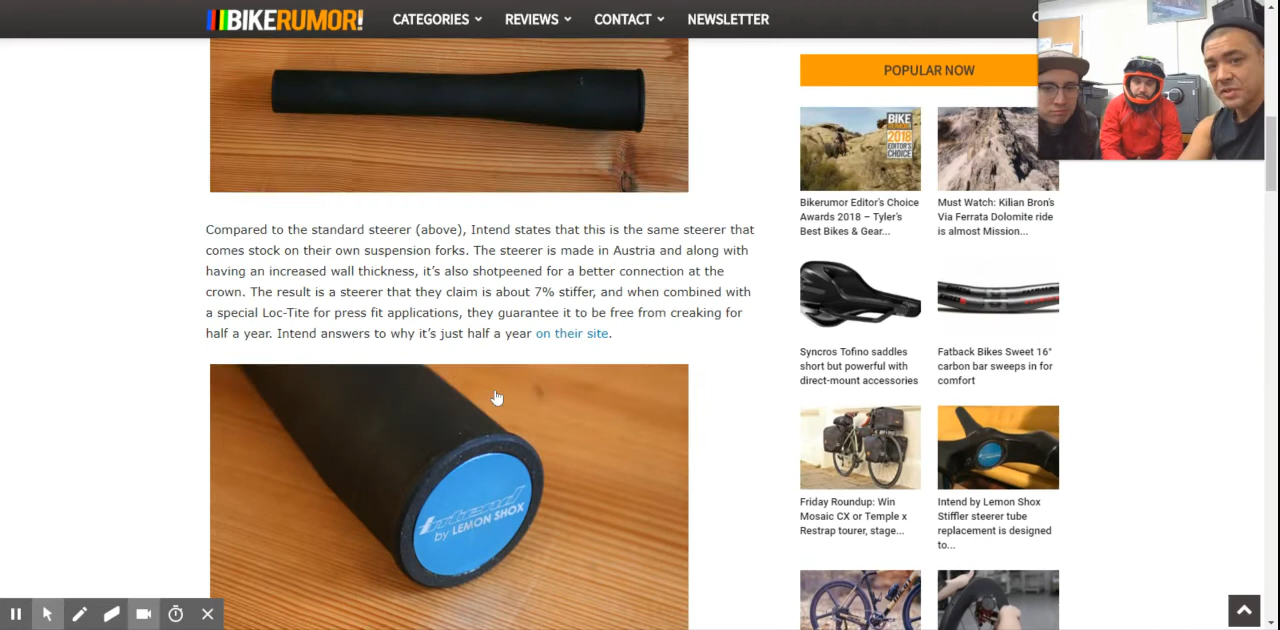 BIKERUMOR!
CATEGORIES
REVIEWS
CONTACT
NEWSLETTER
Compared to the standard steerer (above), Intend states that this is the same steerer that
comes stock on their own suspension forks. The steerer is made in Austria and along with
having an increased wall thickness, it’s also shotpeened for a better connection at the
crown. The result is a steerer that they claim is about 7% stiffer, and when combined with
a special Loc-Tite for press fit applications, they guarantee it to be free from creaking for
half a year. Intend answers to why it’s just half a year on their site.
intend
by LEMON SHOX
POPULAR NOW
BIKE
RUMOR
2018
EDITOR'S
CHOICE
Bikerumor Editor's Choice
Awards 2018 – Tyler's
Best Bikes & Gear...
Must Watch: Kilian Bron's
Via Ferrata Dolomite ride
is almost Mission...
Syncros Tofino saddles
short but powerful with
direct-mount accessories
Fatback Bikes Sweet 16°
carbon bar sweeps in for
comfort
Friday Roundup: Win
Mosaic CX or Temple x
Restrap tourer, stage...
Intend by Lemon Shox
Stiffler steerer tube
replacement is designed
to...